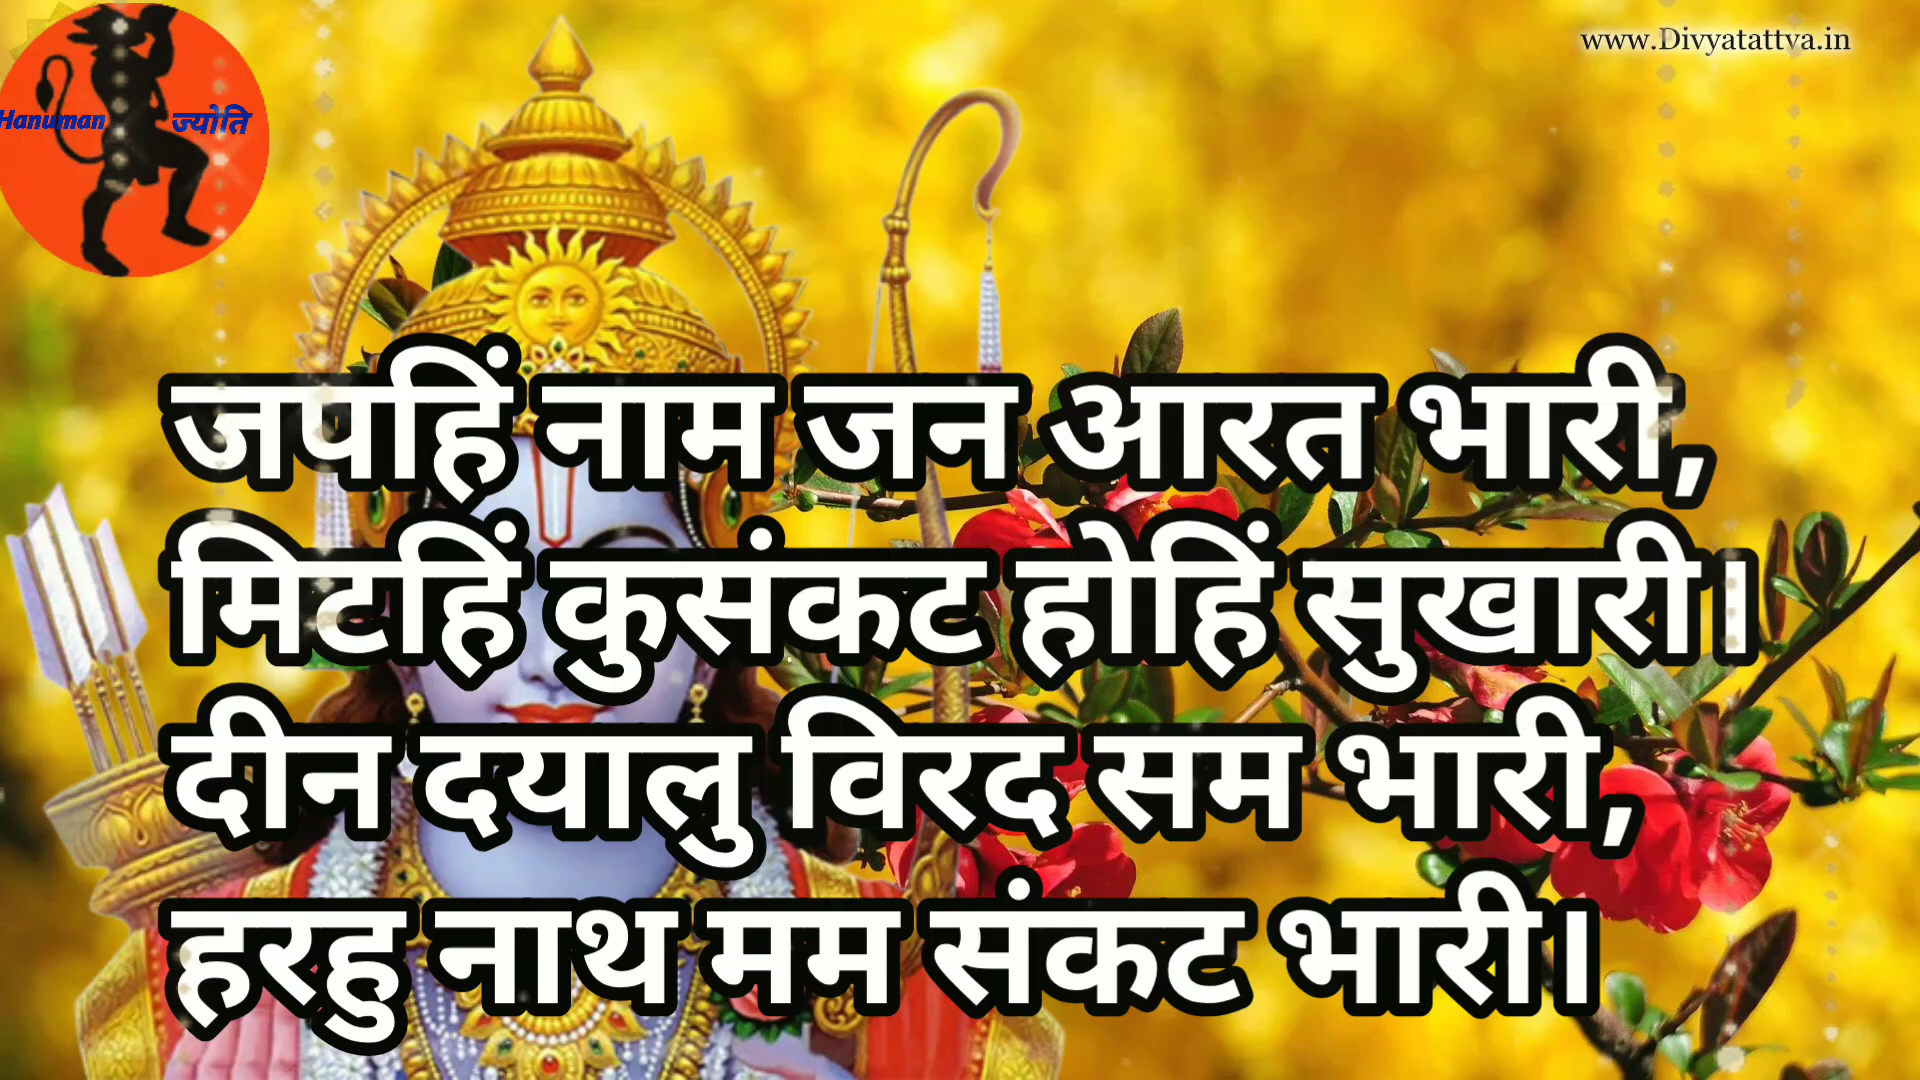 www.Divyatattva.in
Hanuman ज्योति
जपहिं नाम जन आरत भारी,
मिटहिं कुसंकट होहिं सुखारी।
दीन दयालु विरद सम भारी,
हरहु नाथ मम संकट भारी।